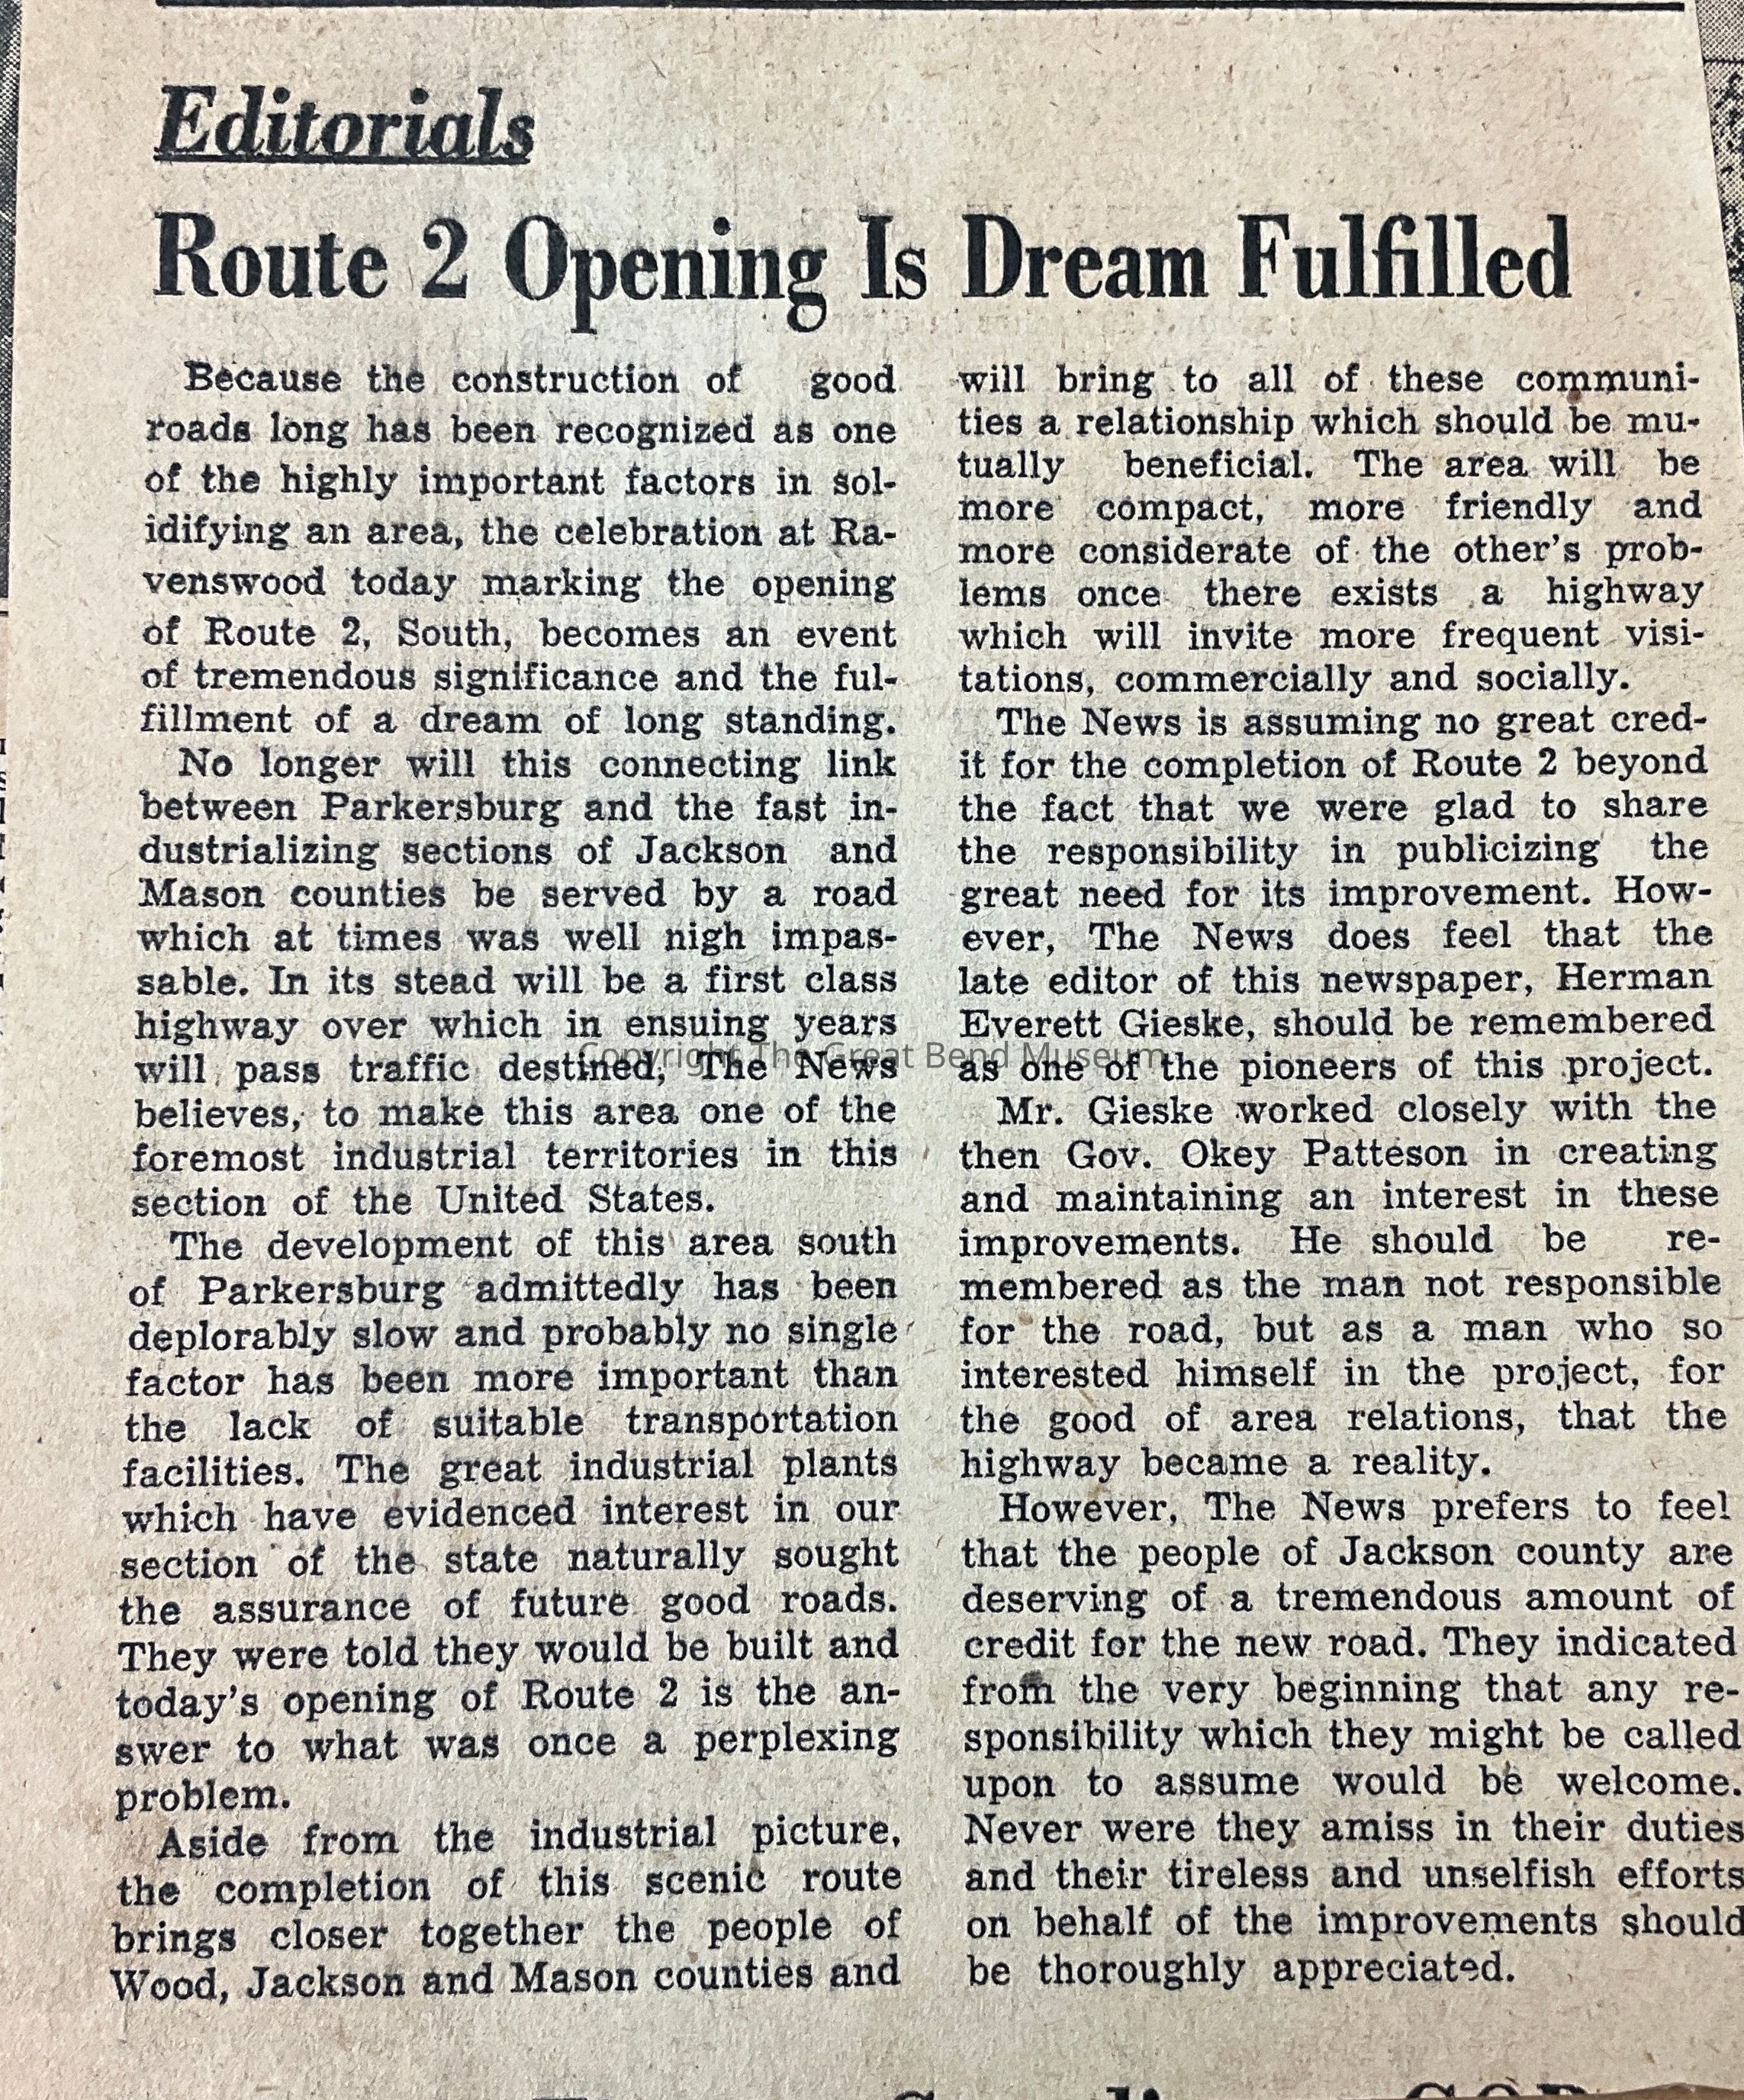 Editorials
Route 2 Opening Is Dream Fulfilled
Because the construction of good
roads long has been recognized as one
of the highly important factors in sol-
idifying an area, the celebration at Ra-
venswood today marking the opening
of Route 2, South, becomes an event
of tremendous significance and the ful-
fillment of a dream of long standing.
No longer will this connecting link
between Parkersburg and the fast in-
dustrializing sections of Jackson and
Mason counties be served by a road
which at times was well nigh impas-
sable. In its stead will be a first class
highway over which in ensuing years
will pass traffic destined, The News
believes, to make this area one of the
foremost industrial territories in this
section of the United States.
The development of this area south
of Parkersburg admittedly has been
deplorably slow and probably no single
factor has been more important than
the lack of suitable transportation
facilities. The great industrial plants
which have evidenced interest in our
section of the state naturally sought
the assurance of future good roads.
They were told they would be built and
today's opening of Route 2 is the an-
swer to what was once a perplexing
problem.
Aside from the industrial picture,
the completion of this scenic route
brings closer together the people of
Wood, Jackson and Mason counties and
will bring to all of these communi-
ties a relationship which should be mu-
tually beneficial. The area will be
more compact, more friendly and
more considerate of the other's prob-
lems once there exists a highway
which will invite more frequent visi-
tations, commercially and socially.
The News is assuming no great cred-
it for the completion of Route 2 beyond
the fact that we were glad to share
the responsibility in publicizing the
great need for its improvement. How-
ever, The News does feel that the
late editor of this newspaper, Herman
Everett Gieske, should be remembered
as one of the pioneers of this project.
Mr. Gieske worked closely with the
then Gov. Okey Patteson in creating
and maintaining an interest in these
improvements. He should be re-
membered as the man not responsible
for the road, but as a man who so
interested himself in the project, for
the good of area relations, that the
highway became a reality.
However, The News prefers to feel
that the people of Jackson county are
deserving of a tremendous amount of
credit for the new road. They indicated
from the very beginning that any re-
sponsibility which they might be called
upon to assume would be welcome.
Never were they amiss in their duties
and their tireless and unselfish efforts
on behalf of the improvements should
be thoroughly appreciated.
Copyright The Great Bend Museum